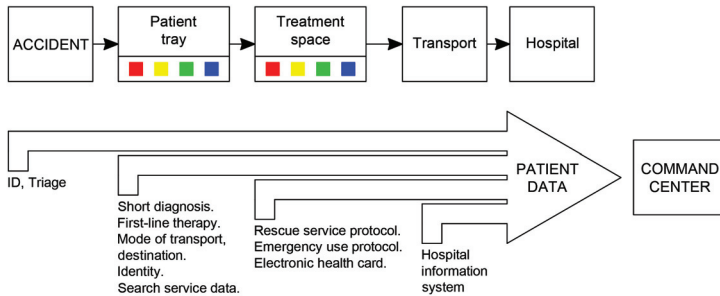 ACCIDENT
Patient
tray
Treatment
space
Transport
Hospital
ID, Triage
Short diagnosis.
First-line therapy.
Mode of transport,
destination.
Identity.
Search service data.
Rescue service protocol.
Emergency use protocol.
Electronic health card.
Hospital
information
system
PATIENT
DATA
COMMAND
CENTER